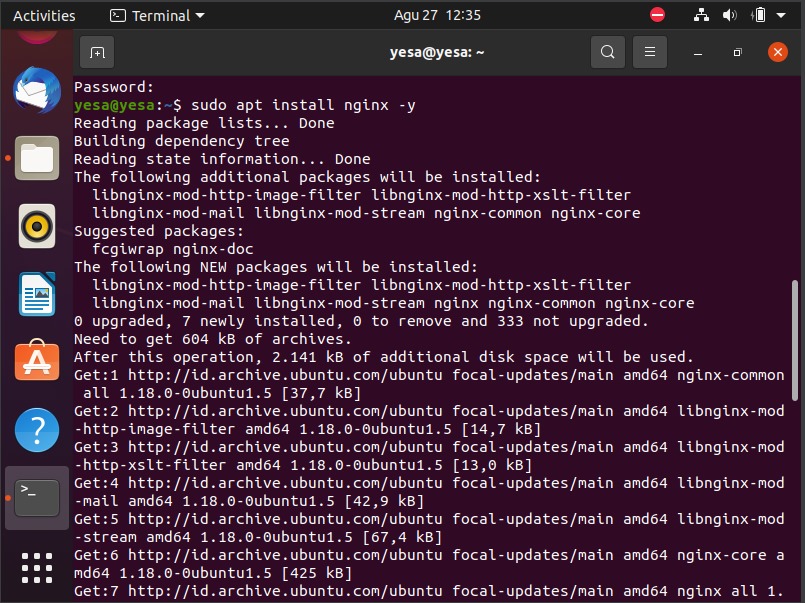 Activities
Terminal
Agu 27 12:35
yesa@yesa: ~
Password:
yesa@yesa:~$ sudo apt install nginx -y
Reading package lists... Done
Building dependency tree
Reading state information... Done
The following additional packages will be installed:
  libnginx-mod-http-image-filter libnginx-mod-http-xslt-filter
  libnginx-mod-mail libnginx-mod-stream nginx-common nginx-core
Suggested packages:
  fcgiwrap nginx-doc
The following NEW packages will be installed:
  libnginx-mod-http-image-filter libnginx-mod-http-xslt-filter
  libnginx-mod-mail libnginx-mod-stream nginx nginx-common nginx-core
0 upgraded, 7 newly installed, 0 to remove and 333 not upgraded.
Need to get 604 kB of archives.
After this operation, 2.141 kB of additional disk space will be used.
Get:1 http://id.archive.ubuntu.com/ubuntu focal-updates/main amd64 nginx-common
 all 1.18.0-0ubuntu1.5 [37,7 kB]
Get:2 http://id.archive.ubuntu.com/ubuntu focal-updates/main amd64 libnginx-mod
-http-image-filter amd64 1.18.0-0ubuntu1.5 [14,7 kB]
Get:3 http://id.archive.ubuntu.com/ubuntu focal-updates/main amd64 libnginx-mod
-http-xslt-filter amd64 1.18.0-0ubuntu1.5 [13,0 kB]
Get:4 http://id.archive.ubuntu.com/ubuntu focal-updates/main amd64 libnginx-mod
-mail amd64 1.18.0-0ubuntu1.5 [42,9 kB]
Get:5 http://id.archive.ubuntu.com/ubuntu focal-updates/main amd64 libnginx-mod
-stream amd64 1.18.0-0ubuntu1.5 [67,4 kB]
Get:6 http://id.archive.ubuntu.com/ubuntu focal-updates/main amd64 nginx-core a
md64 1.18.0-0ubuntu1.5 [425 kB]
Get:7 http://id.archive.ubuntu.com/ubuntu focal-updates/main amd64 nginx all 1.